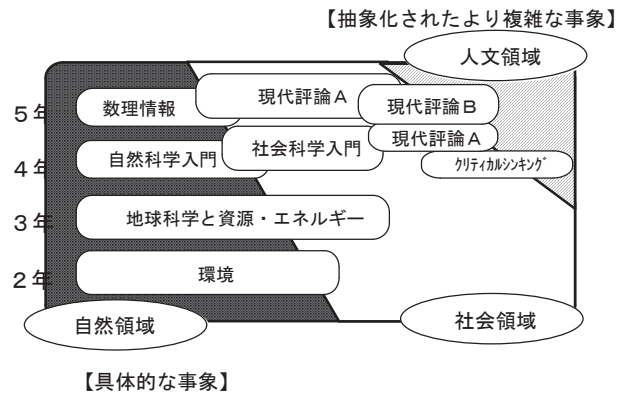 【抽象化されたより複雑な事象】
人文領域
5年
数理情報
現代評論A
現代評論B
現代評論A
4年
自然科学入門
社会科学入門
クリティカルシンキング
3年
地球科学と資源・エネルギー
2年
環境
自然領域
社会領域
【具体的な事象】